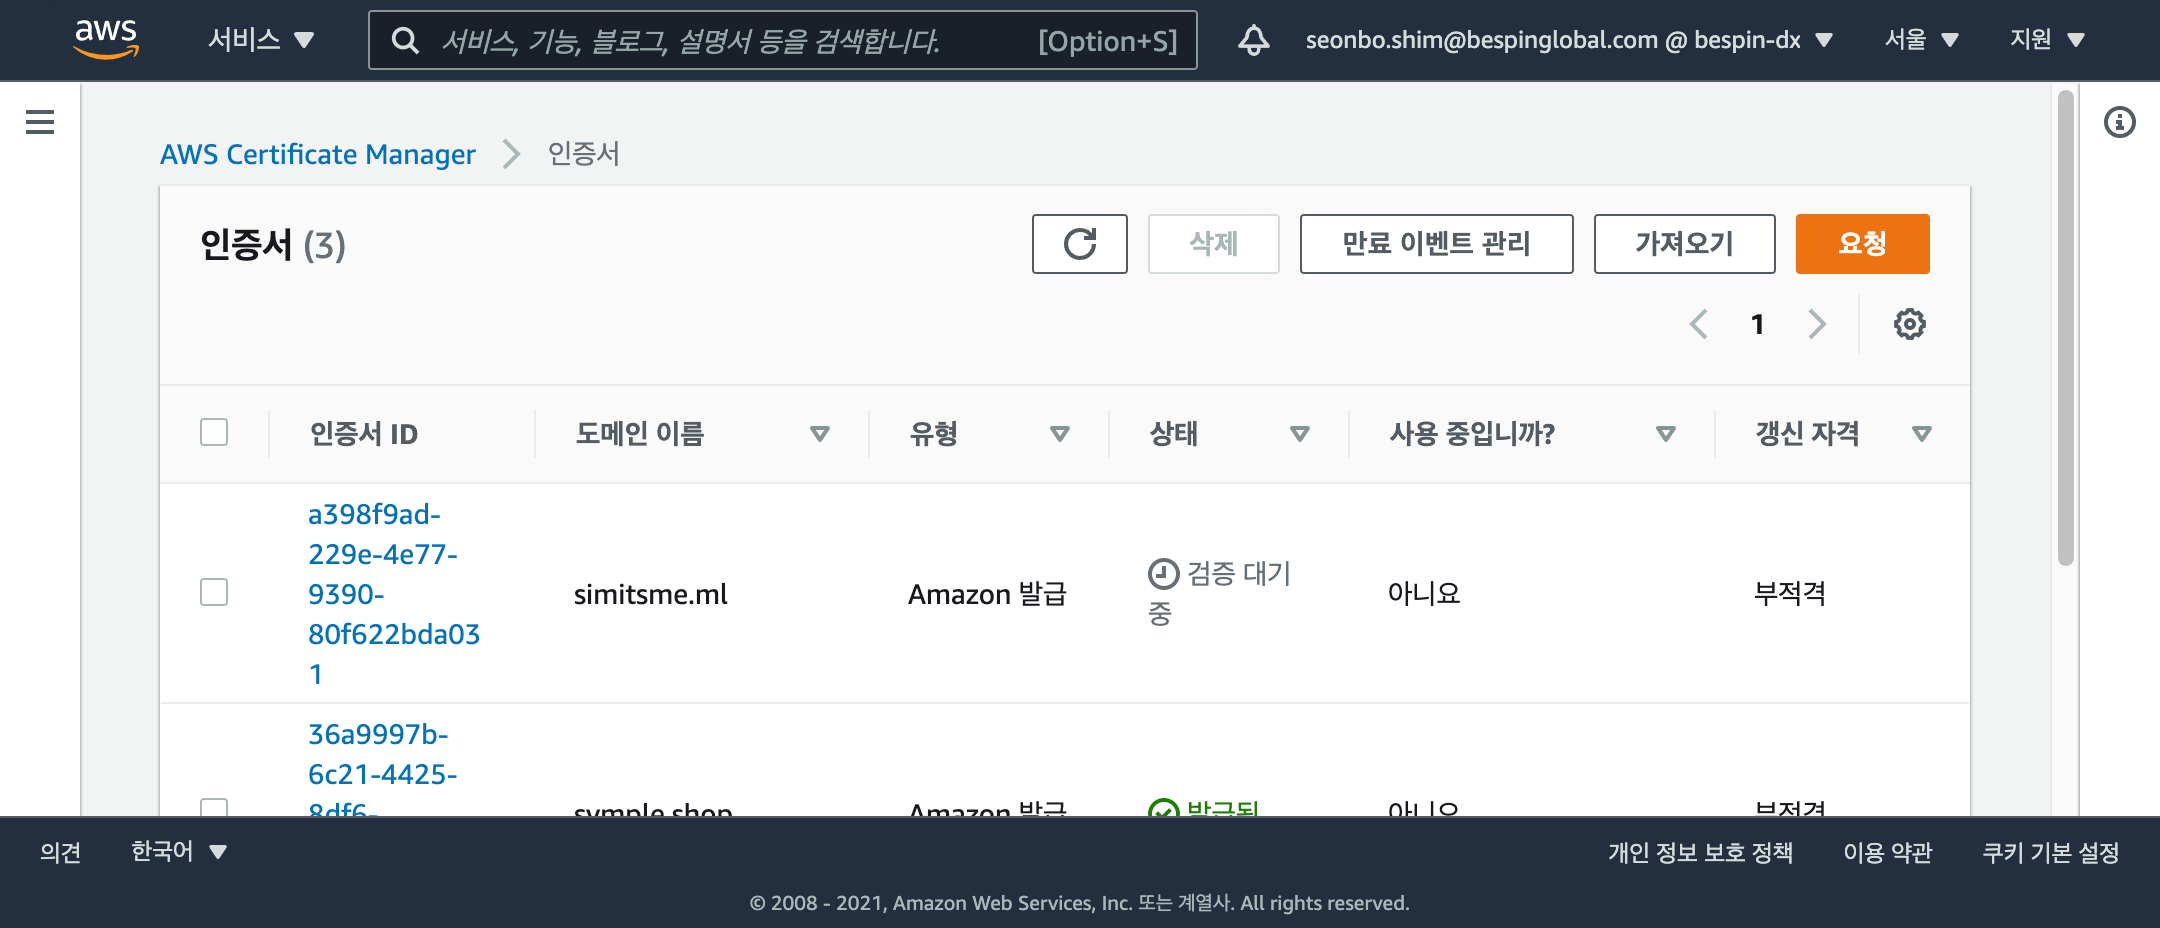 aws 서비스 서비스, 기능, 블로그, 설명서 등을 검색합니다. [Option+S] seonbo.shim@bespinglobal.com @ bespin-dx 서울 지원
AWS Certificate Manager 인증서
인증서 (3) 삭제 만료 이벤트 관리 가져오기 요청
1
인증서 ID 도메인 이름 유형 상태 사용 중입니까? 갱신 자격
a398f9ad-
229e-4e77-
9390-
80f622bda03
1
simitsme.ml
Amazon 발급
검증 대기
중
아니요
부적격
36a9997b-
6c21-4425-
8df6-
symple.shop
Amazon 발급
발급됨
아니요
부적격
의견 한국어 개인 정보 보호 정책 이용 약관 쿠키 기본 설정
© 2008 - 2021, Amazon Web Services, Inc. 또는 계열사. All rights reserved.